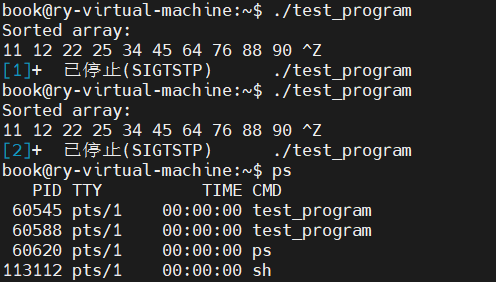 book@ry-virtual-machine:~$ ./test_program
Sorted array:
11 12 22 25 34 45 64 76 88 90 ^Z
[1]+  已停止(SIGTSTP)      ./test_program
book@ry-virtual-machine:~$ ./test_program
Sorted array:
11 12 22 25 34 45 64 76 88 90 ^Z
[2]+  已停止(SIGTSTP)      ./test_program
book@ry-virtual-machine:~$ ps
   PID TTY          TIME CMD
 60545 pts/1    00:00:00 test_program
 60588 pts/1    00:00:00 test_program
 60620 pts/1    00:00:00 ps
113112 pts/1    00:00:00 sh